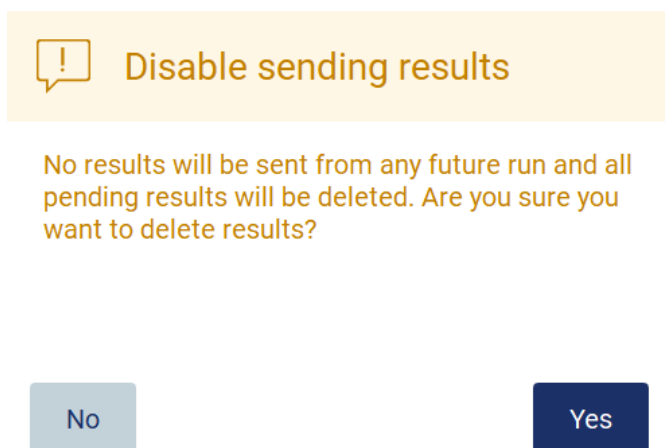 Disable sending results
No results will be sent from any future run and all
pending results will be deleted. Are you sure you
want to delete results?
No
Yes